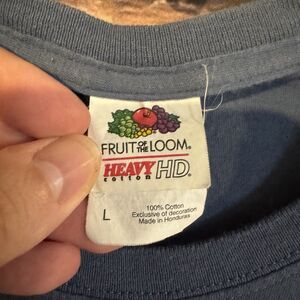 FRUIT OF THE LOOM®
HEAVY HD®
cotton
L
100% Cotton
Exclusive of decoration
Made in Honduras